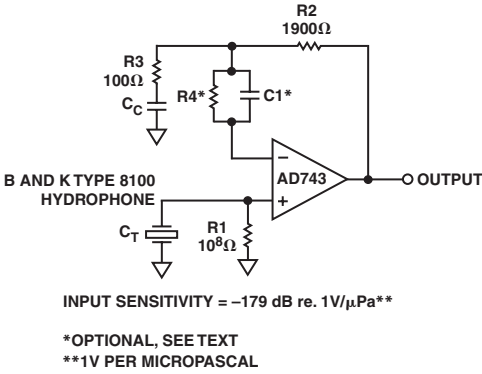 R2
1900Ω
R3
100Ω
R4*
C1*
CC
–
AD743
OUTPUT
+
B AND K TYPE 8100
HYDROPHONE
R1
10⁸Ω
CT
INPUT SENSITIVITY = –179 dB re. 1V/μPa**
*OPTIONAL, SEE TEXT
**1V PER MICROPASCAL